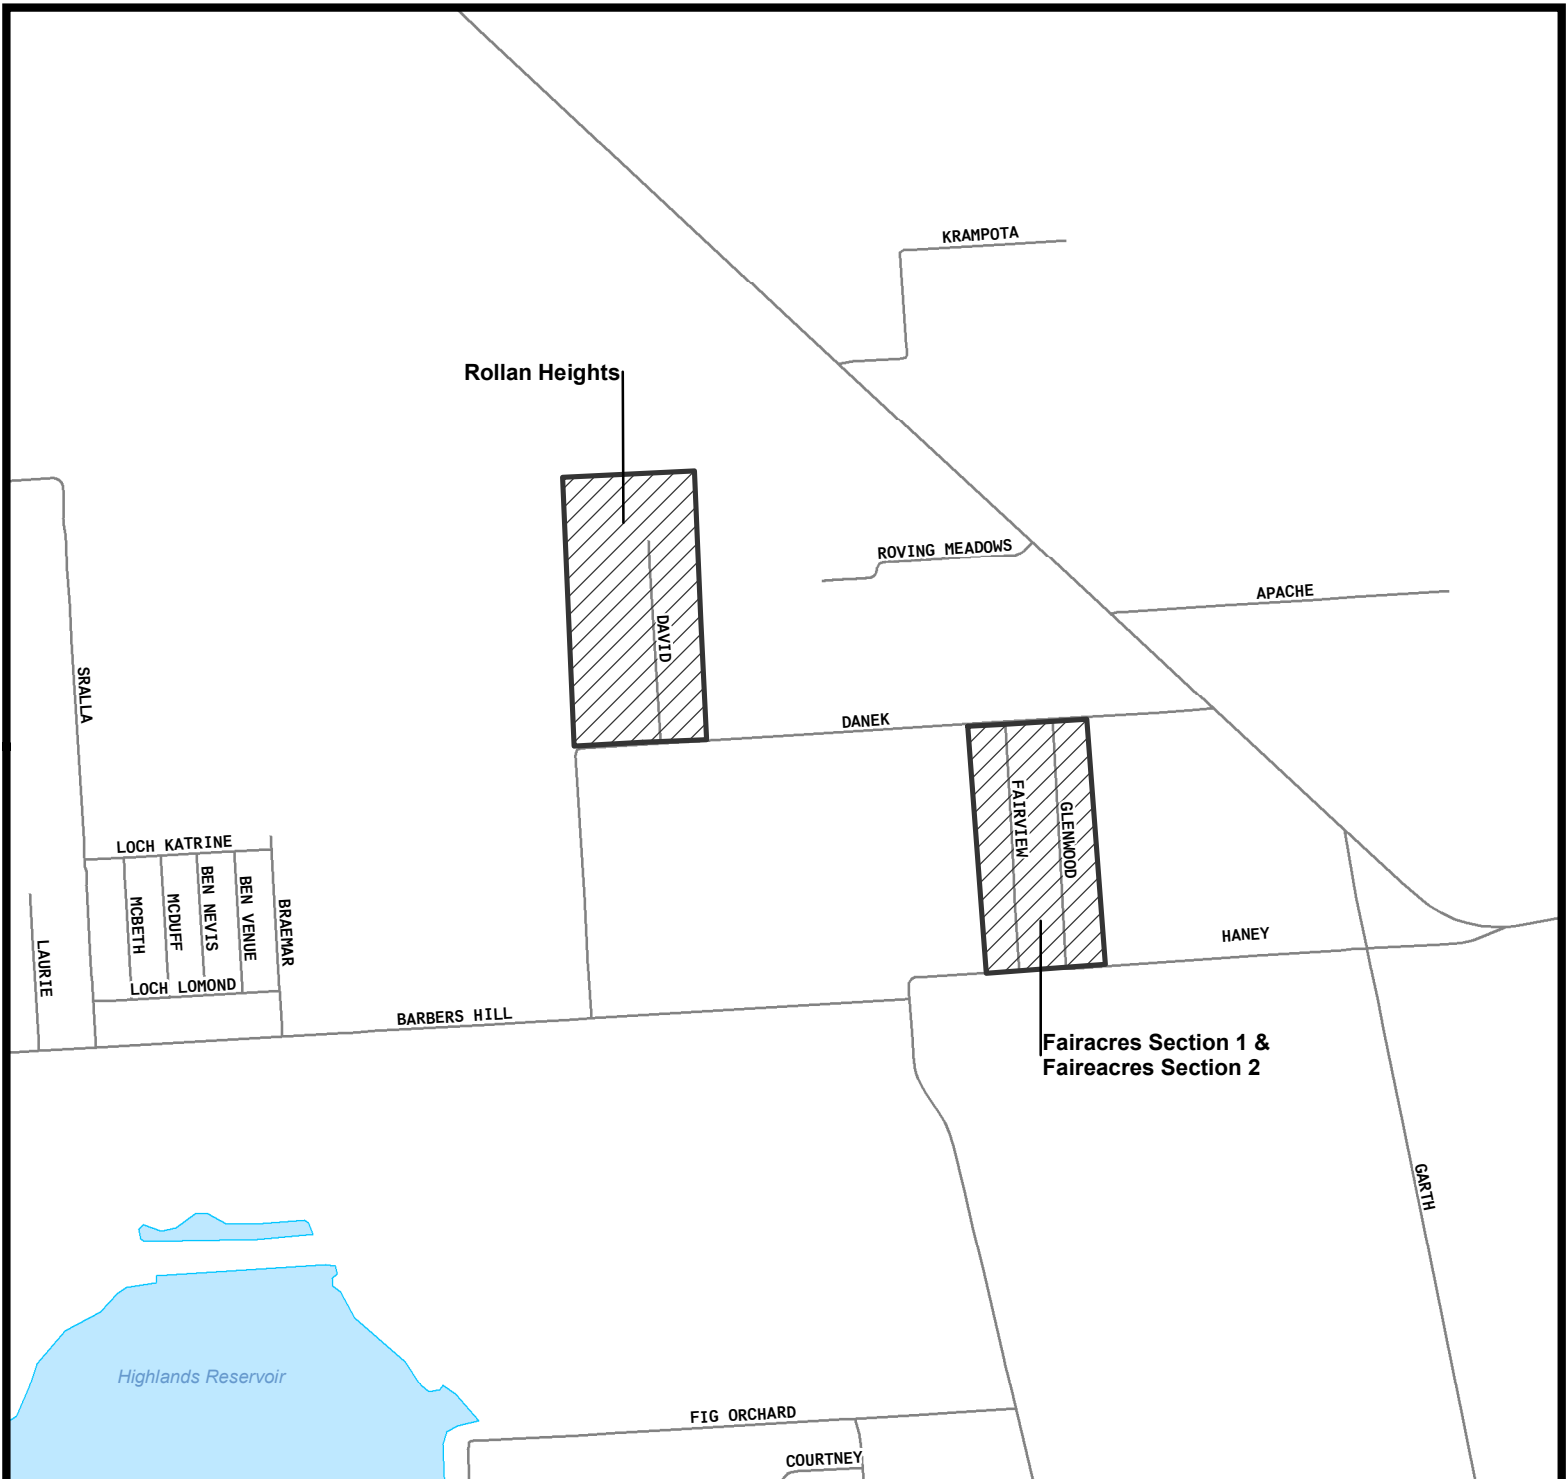 KRAMPOTA
Rollan Heights
ROVING MEADOWS
APACHE
DAVID
SRALLA
DANEK
FAIRVIEW
GLENWOOD
LOCH KATRINE
MCBETH
MCDUFF
BEN NEVIS
BEN VENUE
BRAEMAR
LAURIE
HANEY
LOCH LOMOND
BARBERS HILL
Fairacres Section 1 &
Faireacres Section 2
GARTH
Highlands Reservoir
FIG ORCHARD
COURTNEY